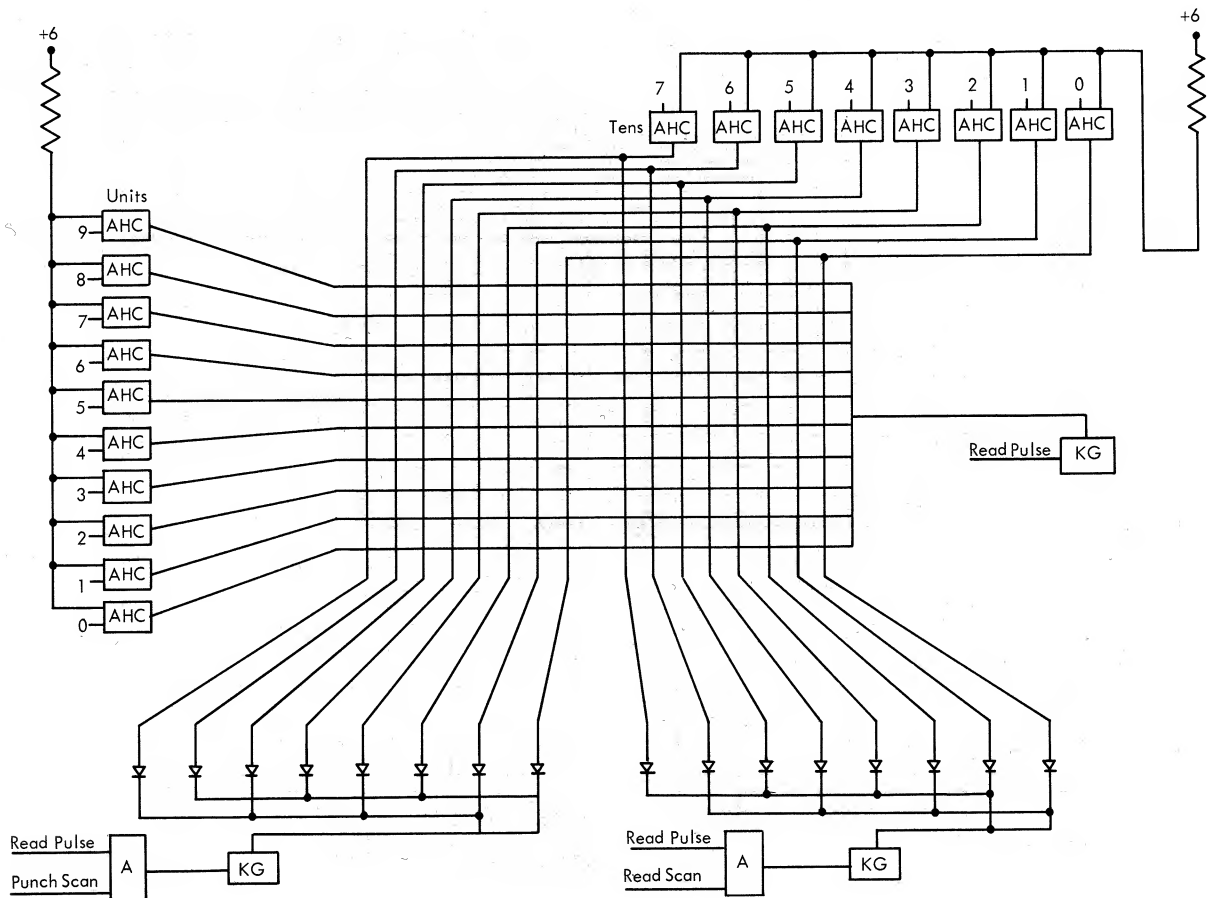 +6
+6
7 6 5 4 3 2 1 0
Tens AHC AHC AHC AHC AHC AHC AHC AHC
Units
9 AHC
8 AHC
7 AHC
6 AHC
5 AHC
4 AHC
3 AHC
2 AHC
1 AHC
0 AHC
Read Pulse KG
Read Pulse
Punch Scan
A
KG
Read Pulse
Read Scan
A
KG